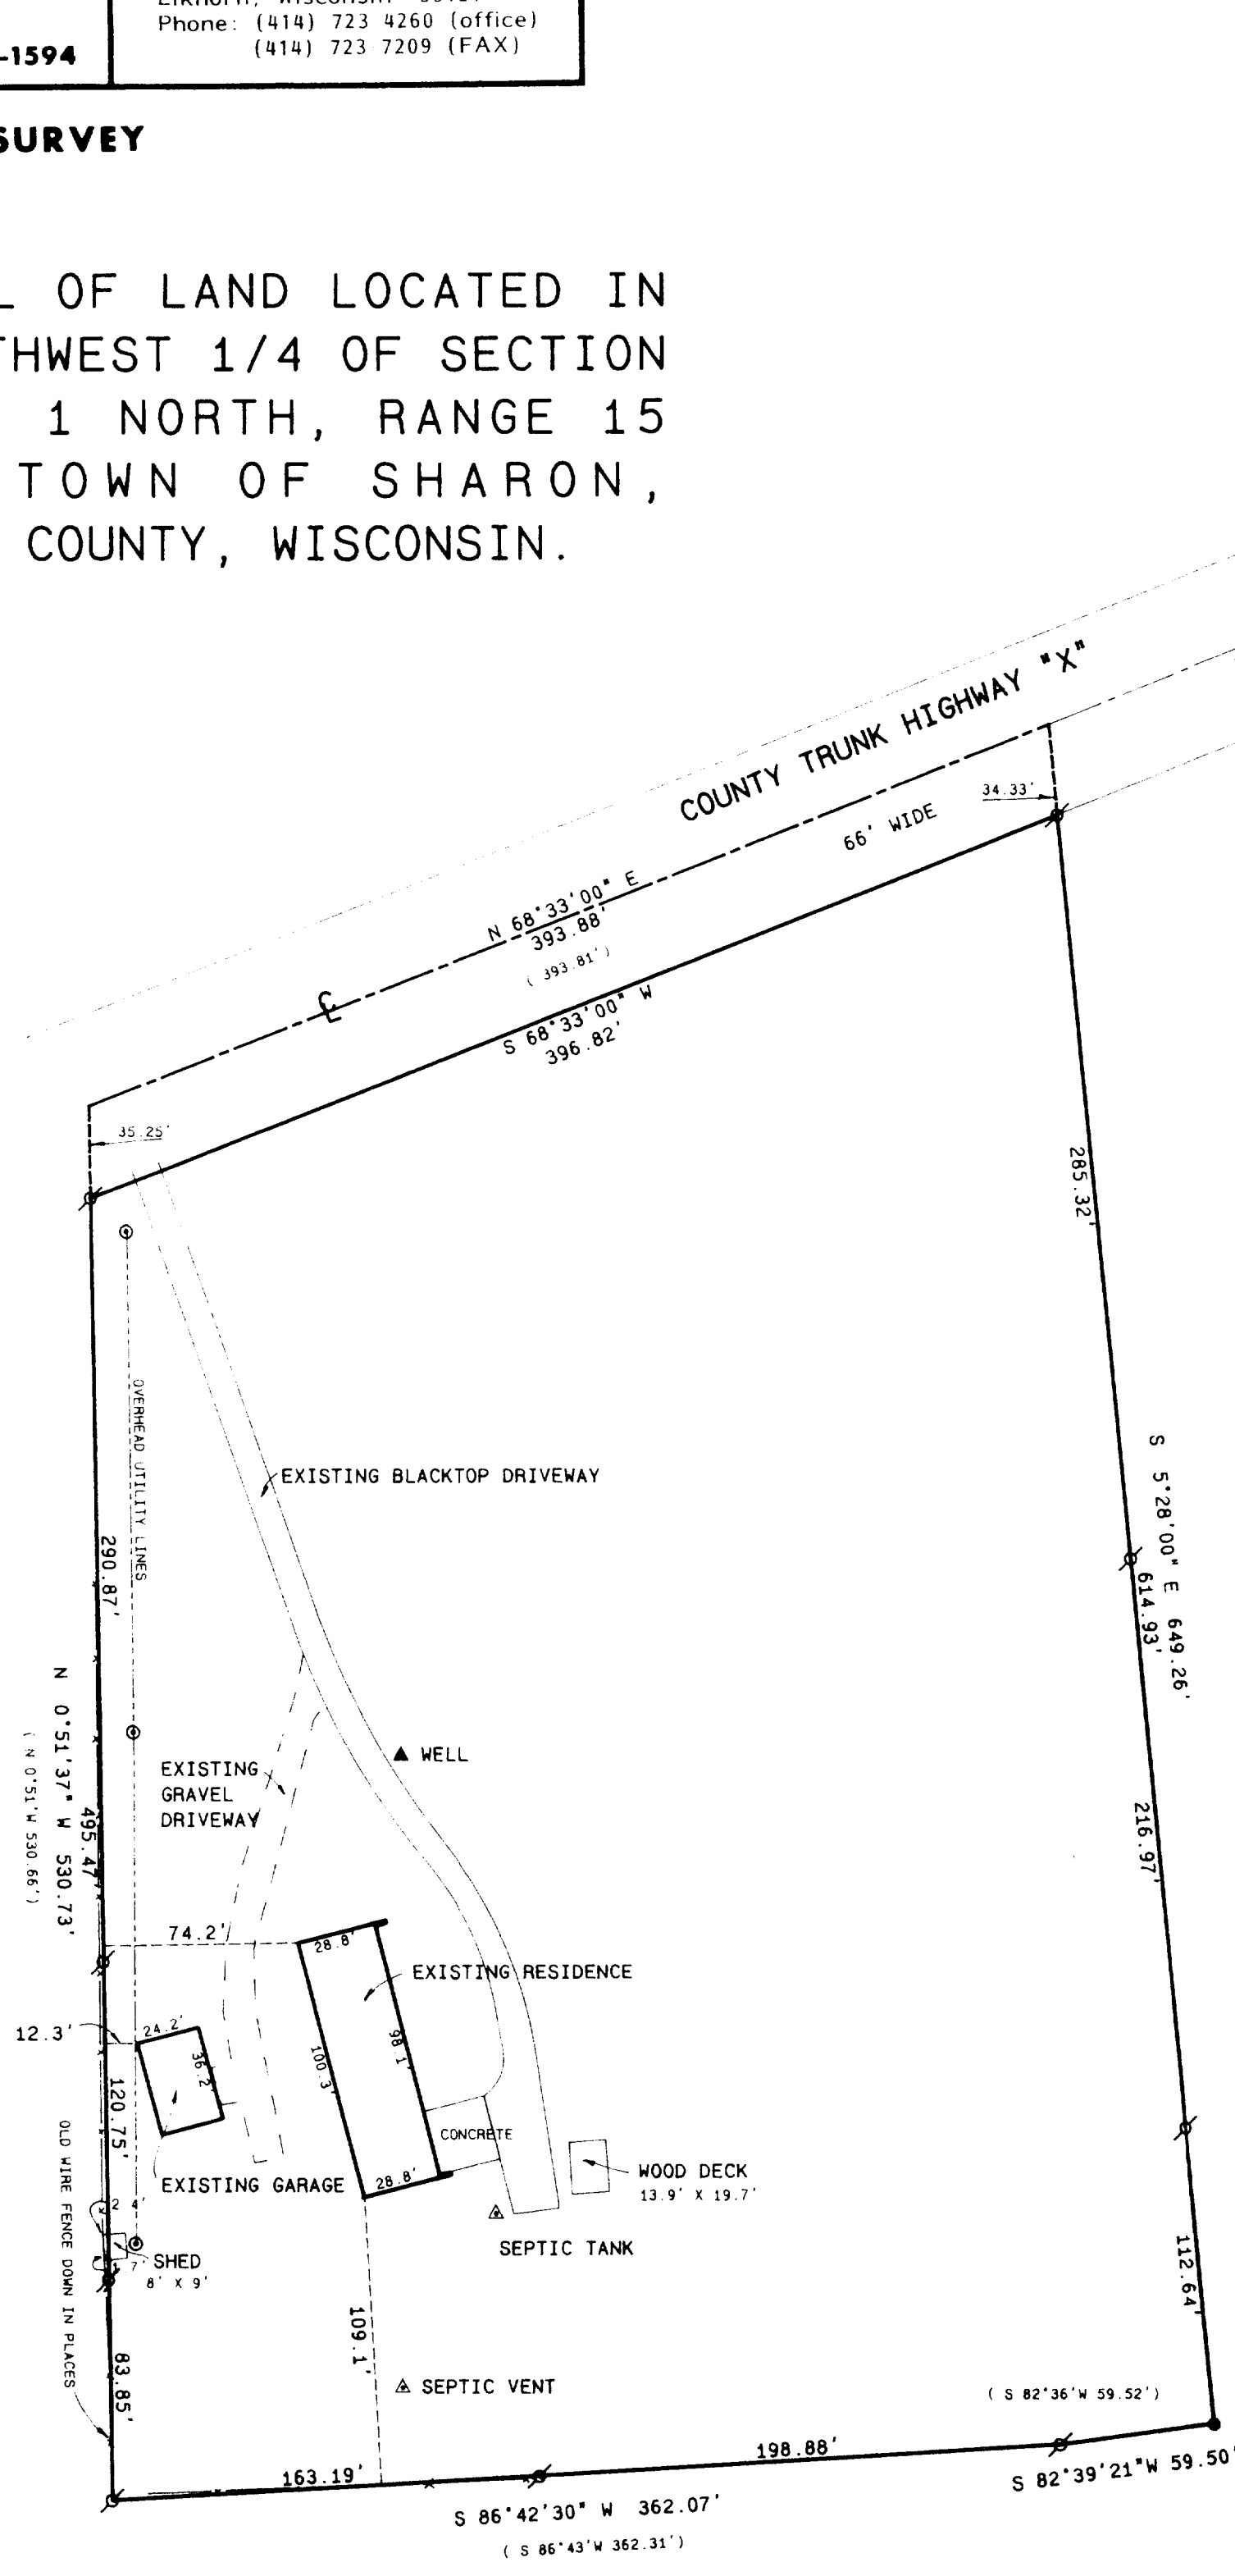 Phone: (414) 723 4260 (office)
(414) 723 7209 (FAX)
-1594
SURVEY
OF LAND LOCATED IN
THWEST 1/4 OF SECTION
1 NORTH, RANGE 15
TOWN OF SHARON,
COUNTY, WISCONSIN.
COUNTY TRUNK HIGHWAY "X"
34.33'
66' WIDE
N 68°33'00" E
393.88'
( 393.81')
S 68°33'00" W
396.82'
35.25'
285.32'
OVERHEAD UTILITY LINES
EXISTING BLACKTOP DRIVEWAY
S 5°28'00" E 649.26'
614.93'
290.87'
N 0°51'37" W 530.73'
495.47'
( N 0°51'W 530.66')
WELL
EXISTING
GRAVEL
DRIVEWAY
216.97'
74.2'
28.8'
EXISTING RESIDENCE
12.3'
24.2'
36.2'
98.1'
100.3'
120.75'
CONCRETE
EXISTING GARAGE
28.8'
WOOD DECK
13.9' X 19.7'
SEPTIC TANK
SHED
8' X 9'
OLD WIRE FENCE DOWN IN PLACES
112.64'
109.1'
83.85'
SEPTIC VENT
( S 82°36'W 59.52')
198.88'
163.19'
S 82°39'21"W 59.50'
S 86°42'30" W 362.07'
( S 86°43'W 362.31')